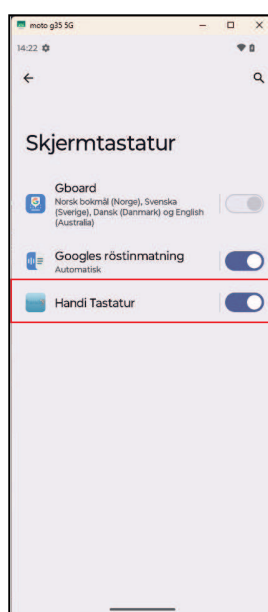 moto g35 5G
14:22
Skjermtastatur
Gboard
Norsk bokmål (Norge), Svenska
(Sverige), Dansk (Danmark) og English
(Australia)
Googles röstinmatning
Automatisk
Handi Tastatur